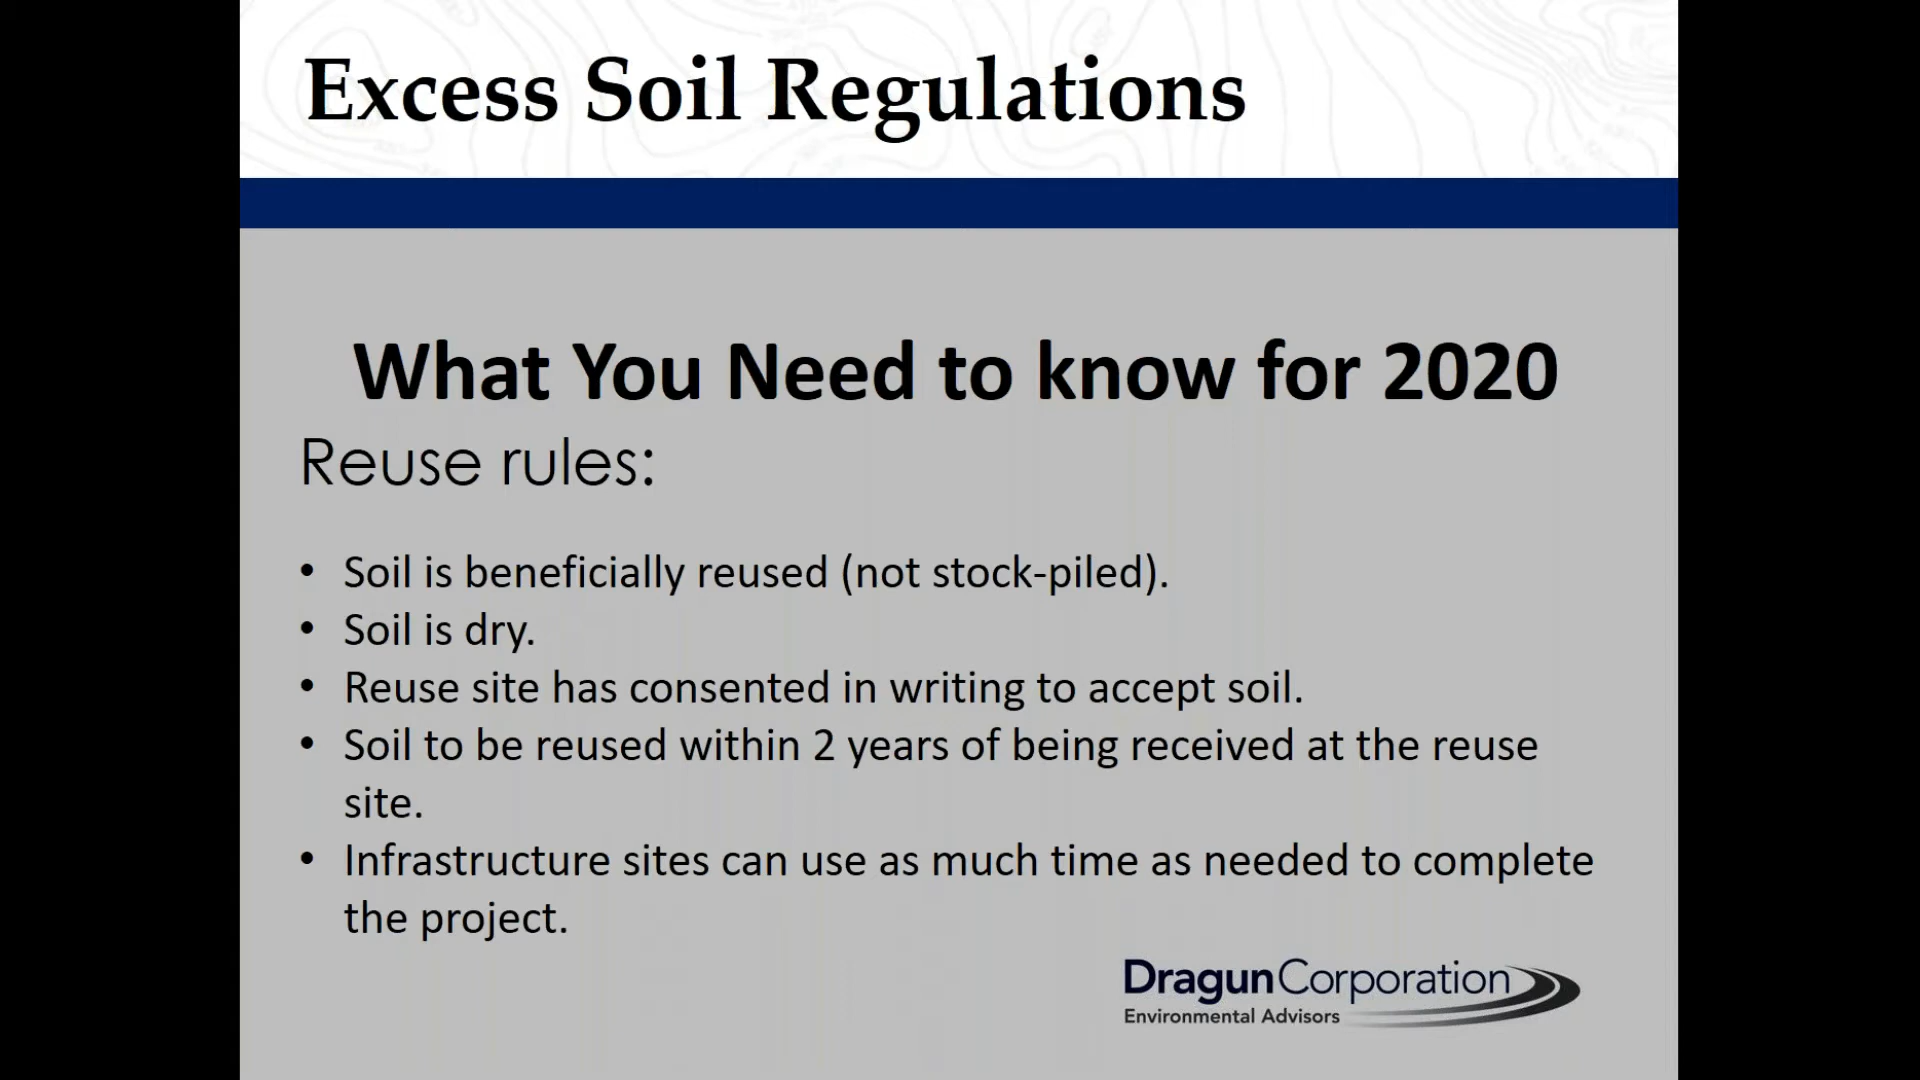 Excess Soil Regulations
What You Need to know for 2020
Reuse rules:
• Soil is beneficially reused (not stock-piled).
• Soil is dry.
• Reuse site has consented in writing to accept soil.
• Soil to be reused within 2 years of being received at the reuse
site.
• Infrastructure sites can use as much time as needed to complete
the project.
DragunCorporation
Environmental Advisors